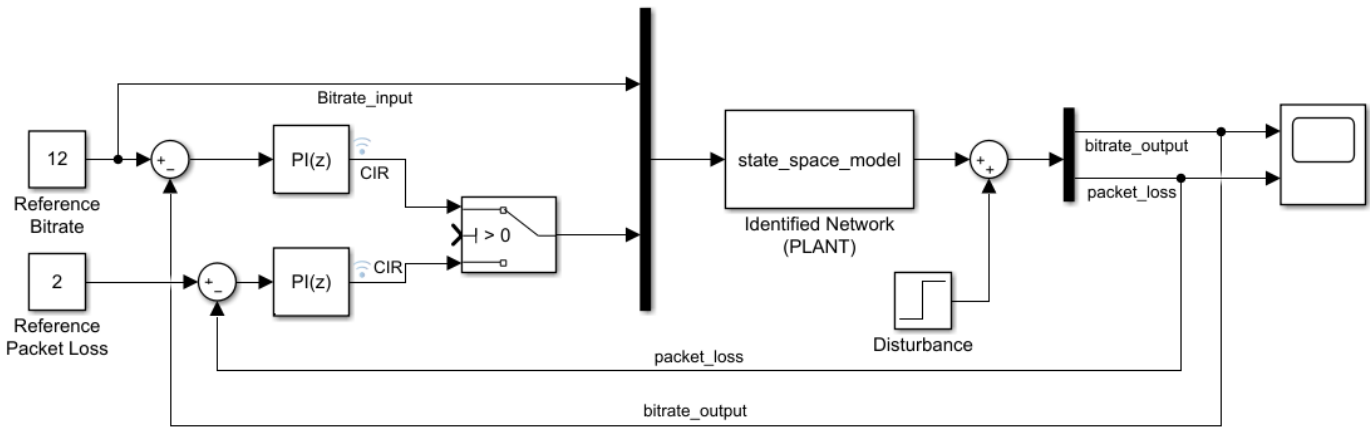 Bitrate_input
12
+
−
PI(z)
CIR
Reference
Bitrate
> 0
state_space_model
Identified Network
(PLANT)
+
+
bitrate_output
packet_loss
2
+
−
PI(z)
CIR
Reference
Packet Loss
Disturbance
packet_loss
bitrate_output